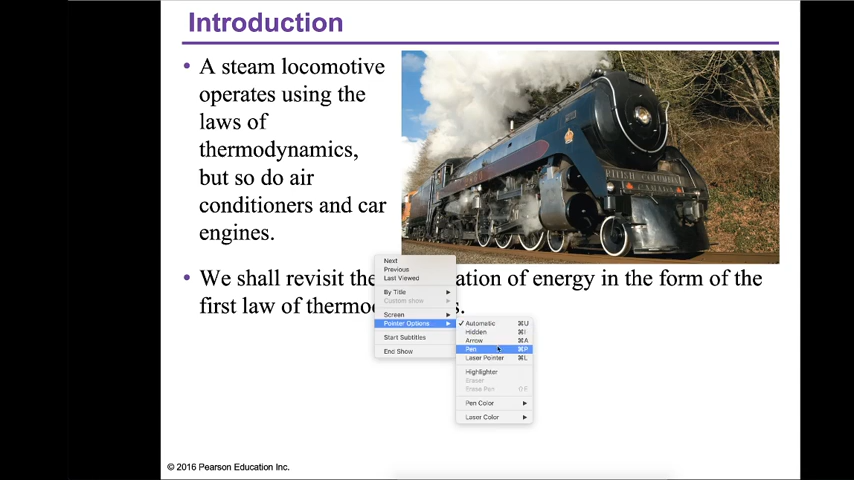 Introduction
• A steam locomotive
operates using the
laws of
thermodynamics,
but so do air
conditioners and car
engines.
BRITISH COLUMBIA
CANADA
• We shall revisit the ation of energy in the form of the
first law of thermo s.
Next
Previous
Last Viewed
By Title
Custom show
Screen
Pointer Options
Start Subtitles
End Show
✓ Automatic ⌘U
Hidden ⌘I
Arrow ⌘A
Pen ⌘P
Laser Pointer ⌘L
Highlighter
Eraser
Erase Pen ⇧E
Pen Color
Laser Color
© 2016 Pearson Education Inc.